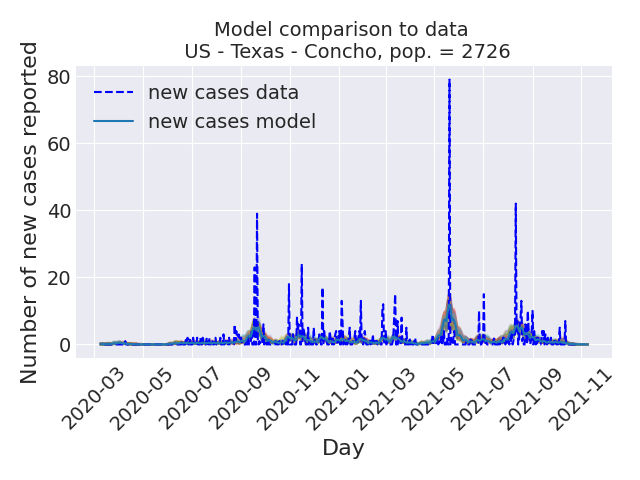 Model comparison to data
US - Texas - Concho, pop. = 2726
Number of new cases reported
80
60
40
20
0
new cases data
new cases model
2020-03
2020-05
2020-07
2020-09
2020-11
2021-01
2021-03
2021-05
2021-07
2021-09
2021-11
Day